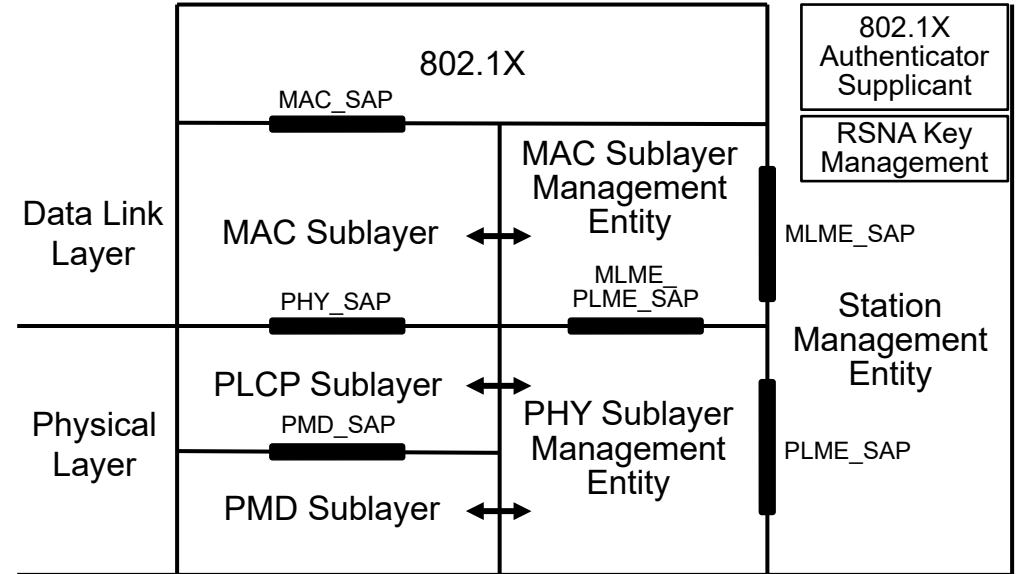 802.1X
802.1X
Authenticator
Supplicant
MAC_SAP
RSNA Key
Management
MAC Sublayer
Management
Entity
Data Link
Layer
MAC Sublayer
MLME_SAP
MLME_
PLME_SAP
PHY_SAP
Station
Management
Entity
PLCP Sublayer
Physical
Layer
PMD_SAP
PHY Sublayer
Management
Entity
PLME_SAP
PMD Sublayer